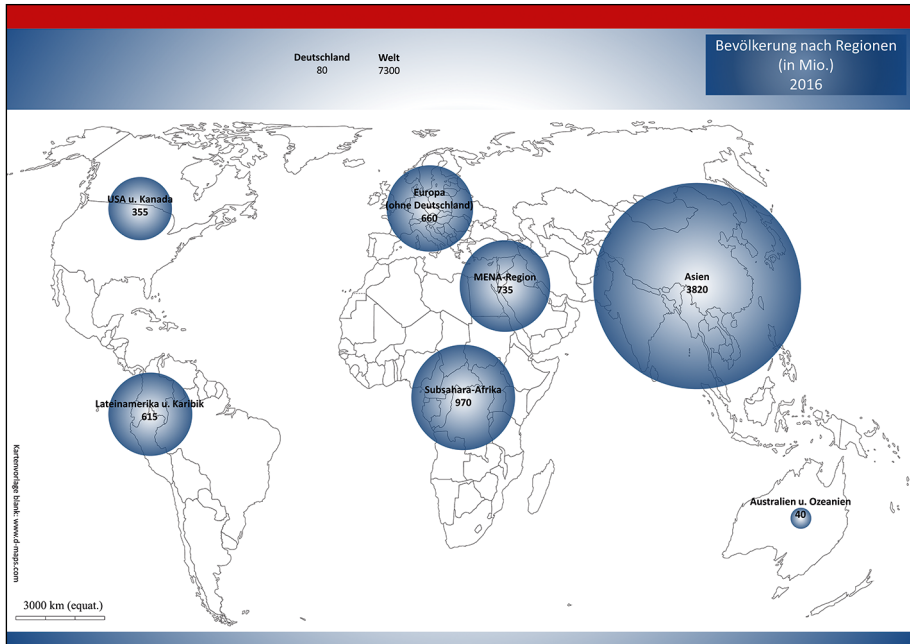 Deutschland
80
Welt
7300
Bevölkerung nach Regionen
(in Mio.)
2016
USA u. Kanada
355
Europa
(ohne Deutschland)
660
MENA-Region
735
Asien
3820
Lateinamerika u. Karibik
615
Subsahara-Afrika
970
Australien u. Ozeanien
40
Kartenvorlage blank: www.d-maps.com
3000 km (equat.)